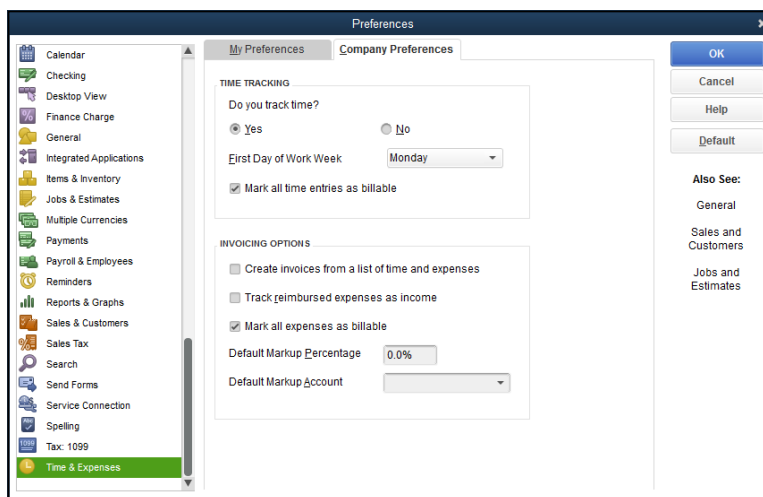 Preferences
Calendar
Checking
Desktop View
Finance Charge
General
Integrated Applications
Items & Inventory
Jobs & Estimates
Multiple Currencies
Payments
Payroll & Employees
Reminders
Reports & Graphs
Sales & Customers
Sales Tax
Search
Send Forms
Service Connection
Spelling
Tax: 1099
Time & Expenses
My Preferences
Company Preferences
TIME TRACKING
Do you track time?
Yes No
First Day of Work Week Monday
Mark all time entries as billable
INVOICING OPTIONS
Create invoices from a list of time and expenses
Track reimbursed expenses as income
Mark all expenses as billable
Default Markup Percentage 0.0%
Default Markup Account
OK
Cancel
Help
Default
Also See:
General
Sales and
Customers
Jobs and
Estimates